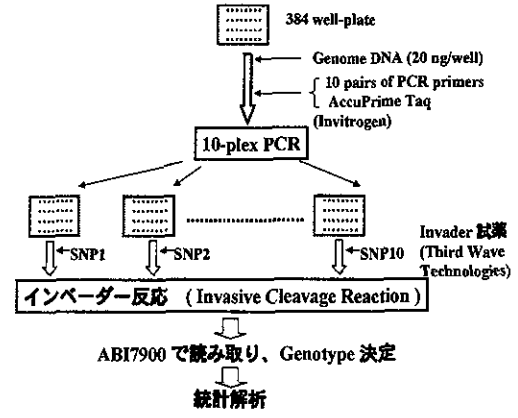 384 well-plate
Genome DNA (20 ng/well)
10 pairs of PCR primers
AccuPrime Taq
(Invitrogen)
10-plex PCR
SNP1
SNP2
SNP10
Invader 試薬
(Third Wave
Technologies)
インベーダー反応 ( Invasive Cleavage Reaction )
ABI7900 で読み取り、Genotype 決定
統計解析